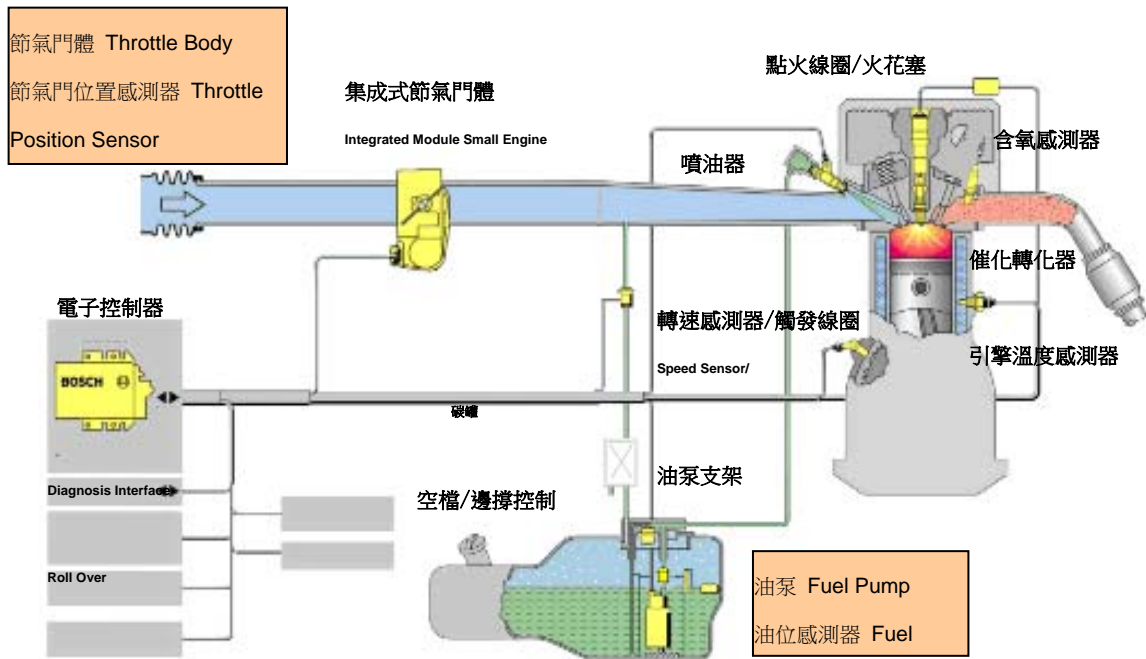 節氣門體 Throttle Body
節氣門位置感測器 Throttle
Position Sensor
集成式節氣門體
Integrated Module Small Engine
點火線圈/火花塞
噴油器
含氧感測器
催化轉化器
電子控制器
BOSCH
轉速感測器/觸發線圈
Speed Sensor/
引擎溫度感測器
碳罐
油泵支架
Diagnosis Interface
空檔/邊撐控制
Roll Over
油泵 Fuel Pump
油位感測器 Fuel